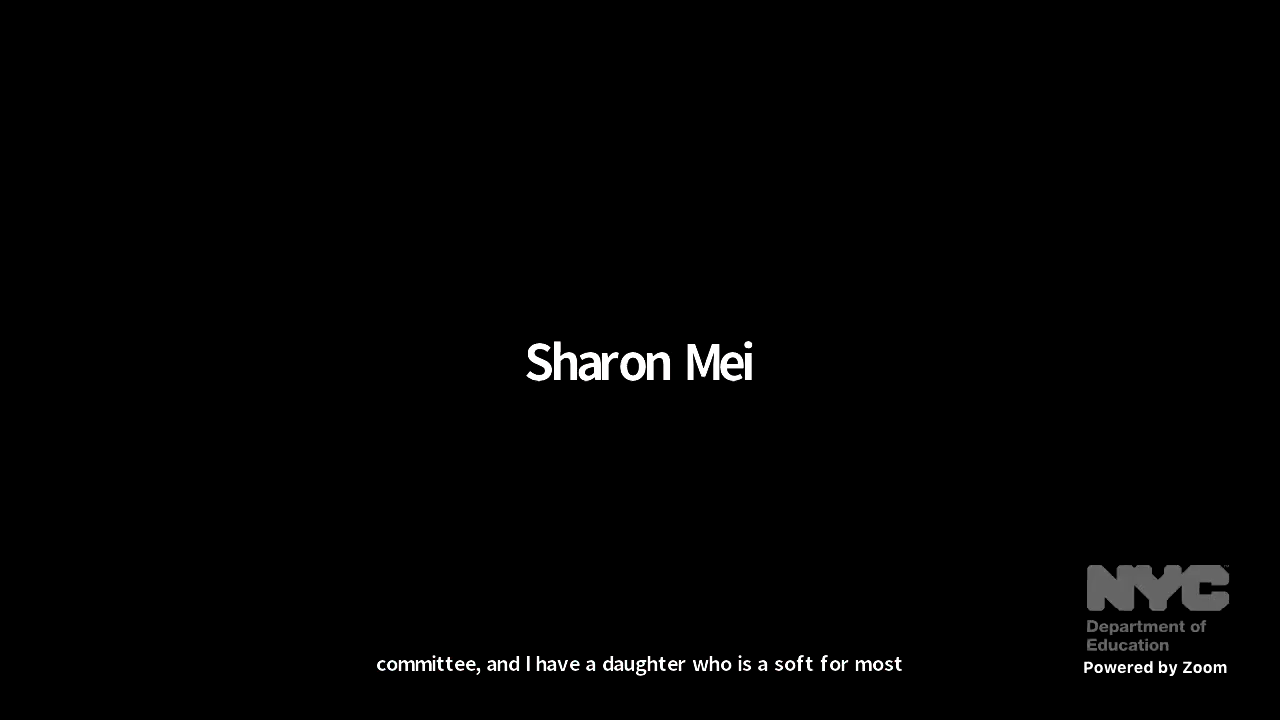 Sharon Mei
NYC
Department of
Education
committee, and I have a daughter who is a soft for most
Powered by Zoom